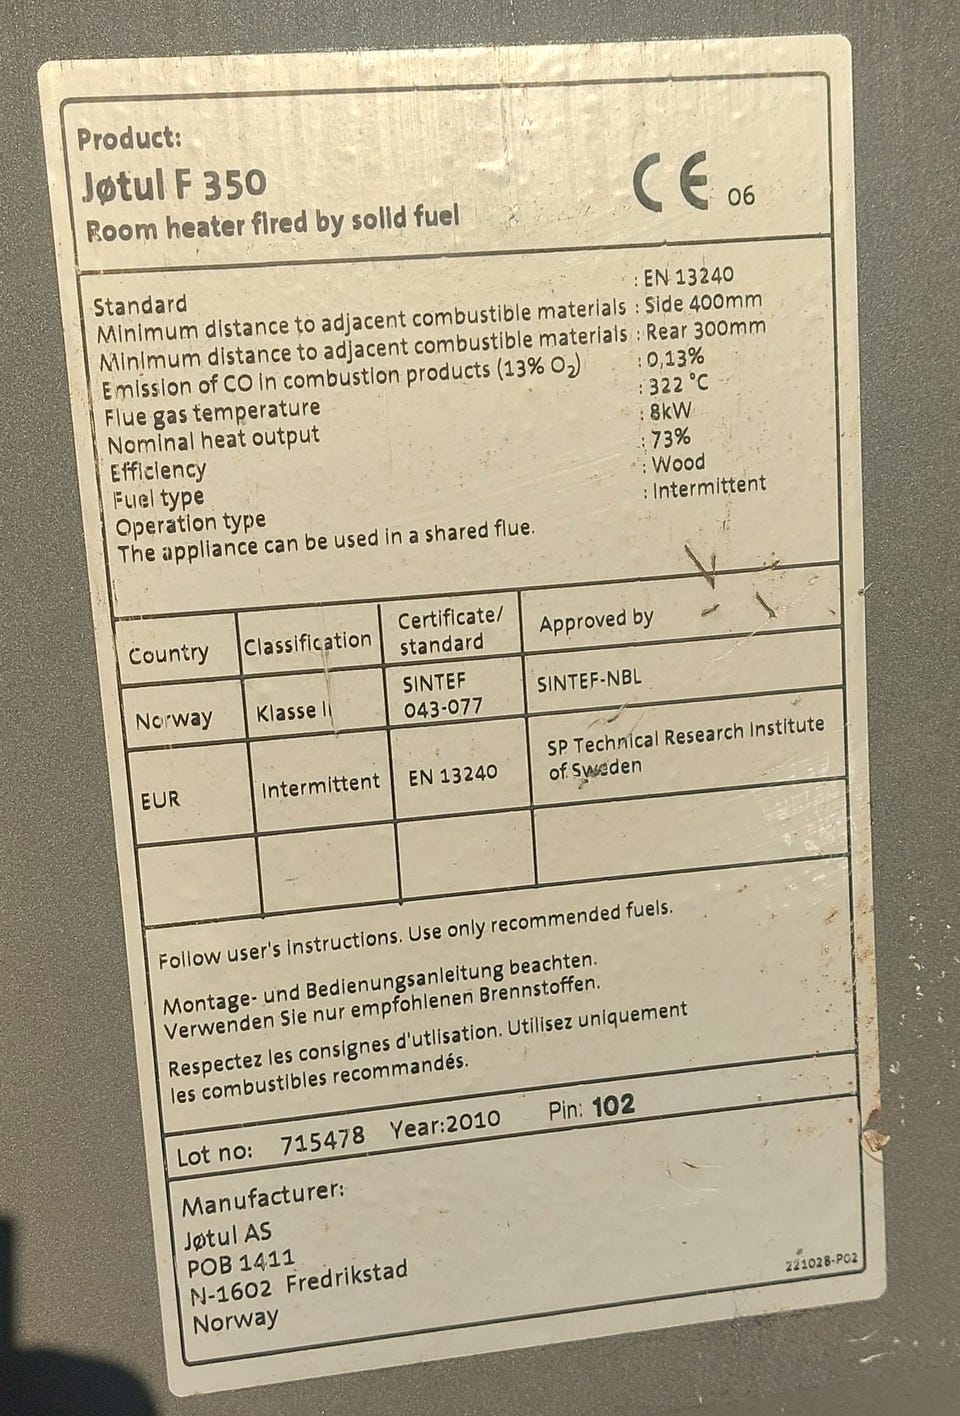 Product:
Jøtul F 350
Room heater fired by solid fuel
CE 06
Standard : EN 13240
Minimum distance to adjacent combustible materials : Side 400mm
Minimum distance to adjacent combustible materials : Rear 300mm
Emission of CO in combustion products (13% O2) : 0,13%
Flue gas temperature : 322 °C
Nominal heat output : 8kW
Efficiency : 73%
Fuel type : Wood
Operation type : Intermittent
The appliance can be used in a shared flue.
Country Classification Certificate/ standard Approved by
Norway Klasse II SINTEF 043-077 SINTEF-NBL
EUR Intermittent EN 13240 SP Technical Research Institute of Sweden
Follow user's instructions. Use only recommended fuels.
Montage- und Bedienungsanleitung beachten.
Verwenden Sie nur empfohlenen Brennstoffen.
Respectez les consignes d'utlisation. Utilisez uniquement
les combustibles recommandés.
Lot no: 715478 Year:2010 Pin: 102
Manufacturer:
Jøtul AS
POB 1411
N-1602 Fredrikstad
Norway
221028-P02